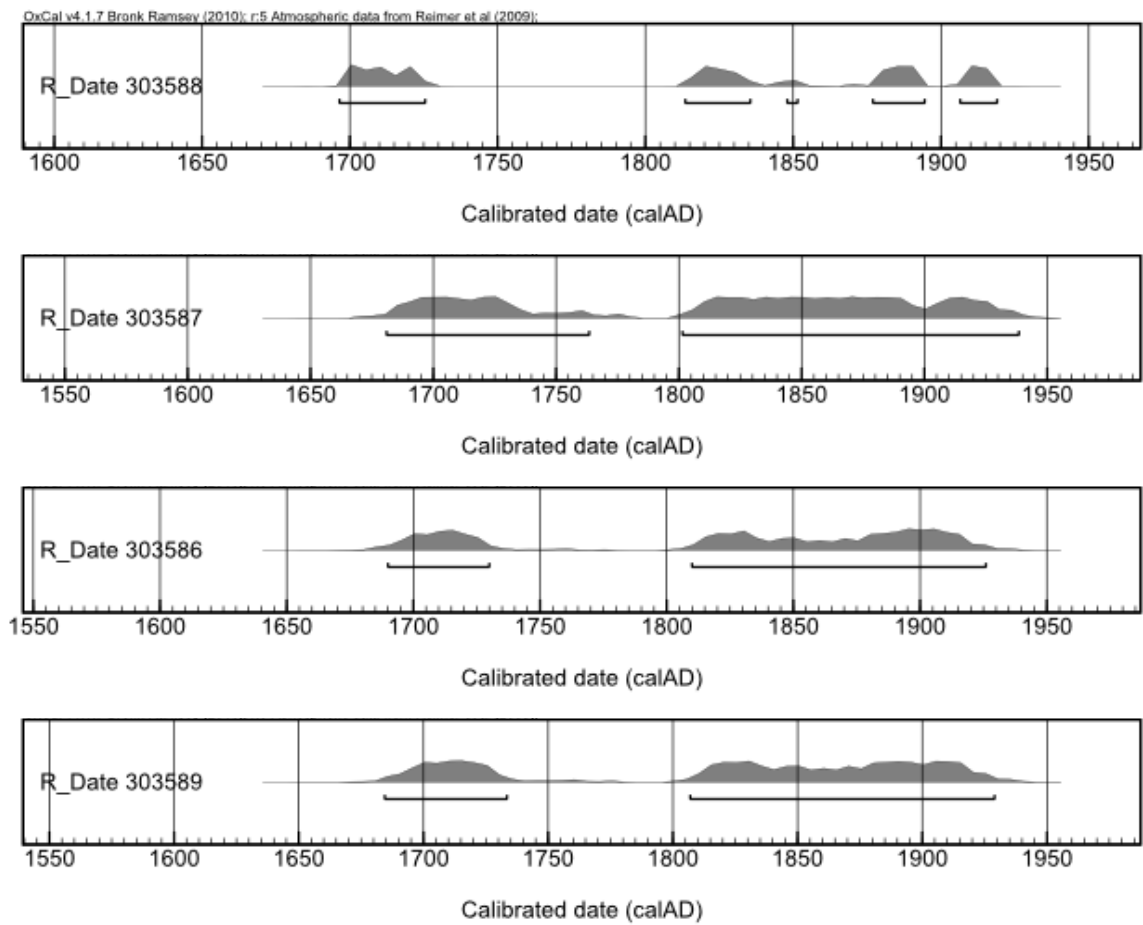 OxCal v4.1.7 Bronk Ramsey (2010); r:5 Atmospheric data from Reimer et al (2009);
R_Date 303588
1600 1650 1700 1750 1800 1850 1900 1950
Calibrated date (calAD)
R_Date 303587
1550 1600 1650 1700 1750 1800 1850 1900 1950
Calibrated date (calAD)
R_Date 303586
1550 1600 1650 1700 1750 1800 1850 1900 1950
Calibrated date (calAD)
R_Date 303589
1550 1600 1650 1700 1750 1800 1850 1900 1950
Calibrated date (calAD)